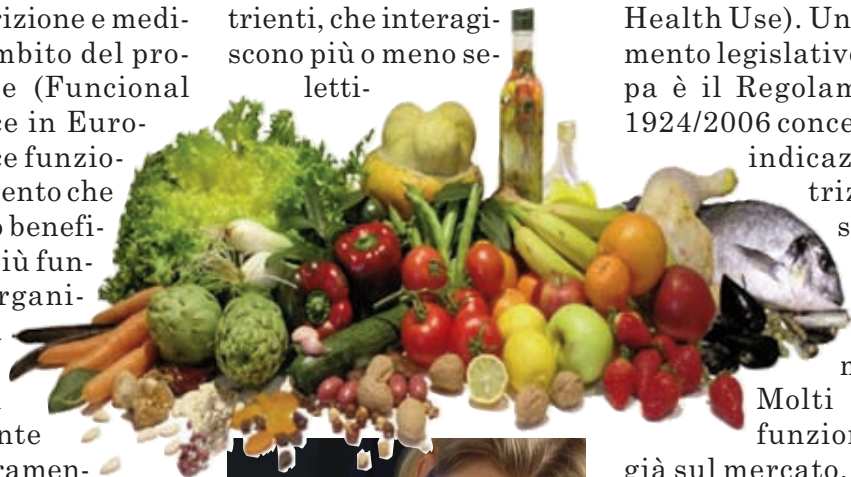 rizione e medi-
mbito del pro-
e (Funcional
ce in Euro-
ce funzio-
ento che
o benefi-
iù fun-
rgani-
nte
ramen-
trienti, che interagi-
scono più o meno se-
letti-
Health Use). Un
mento legislativo
pa è il Regolam
1924/2006 conce
indicaz
triz
s
n
Molti
funzion
già sul mercato.